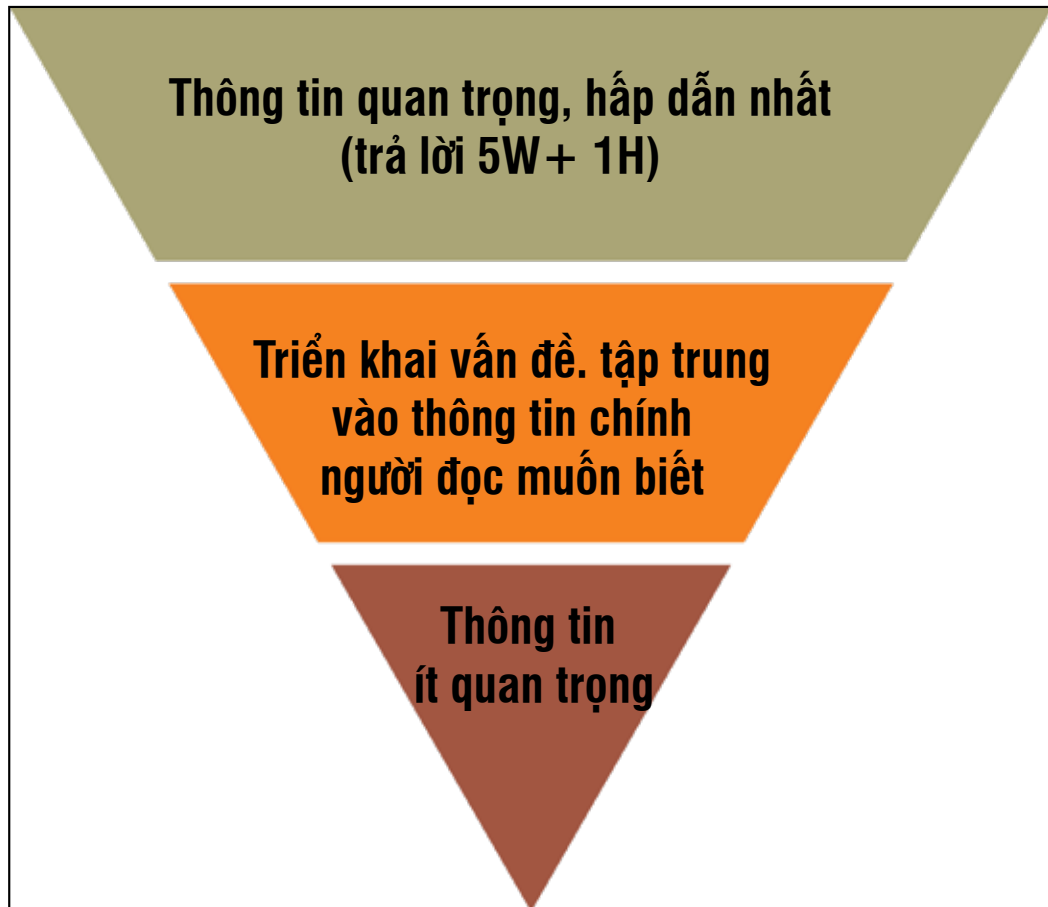 Thông tin quan trọng, hấp dẫn nhất
(trả lời 5W+ 1H)
Triển khai vấn đề. tập trung
vào thông tin chính
người đọc muốn biết
Thông tin
ít quan trọng